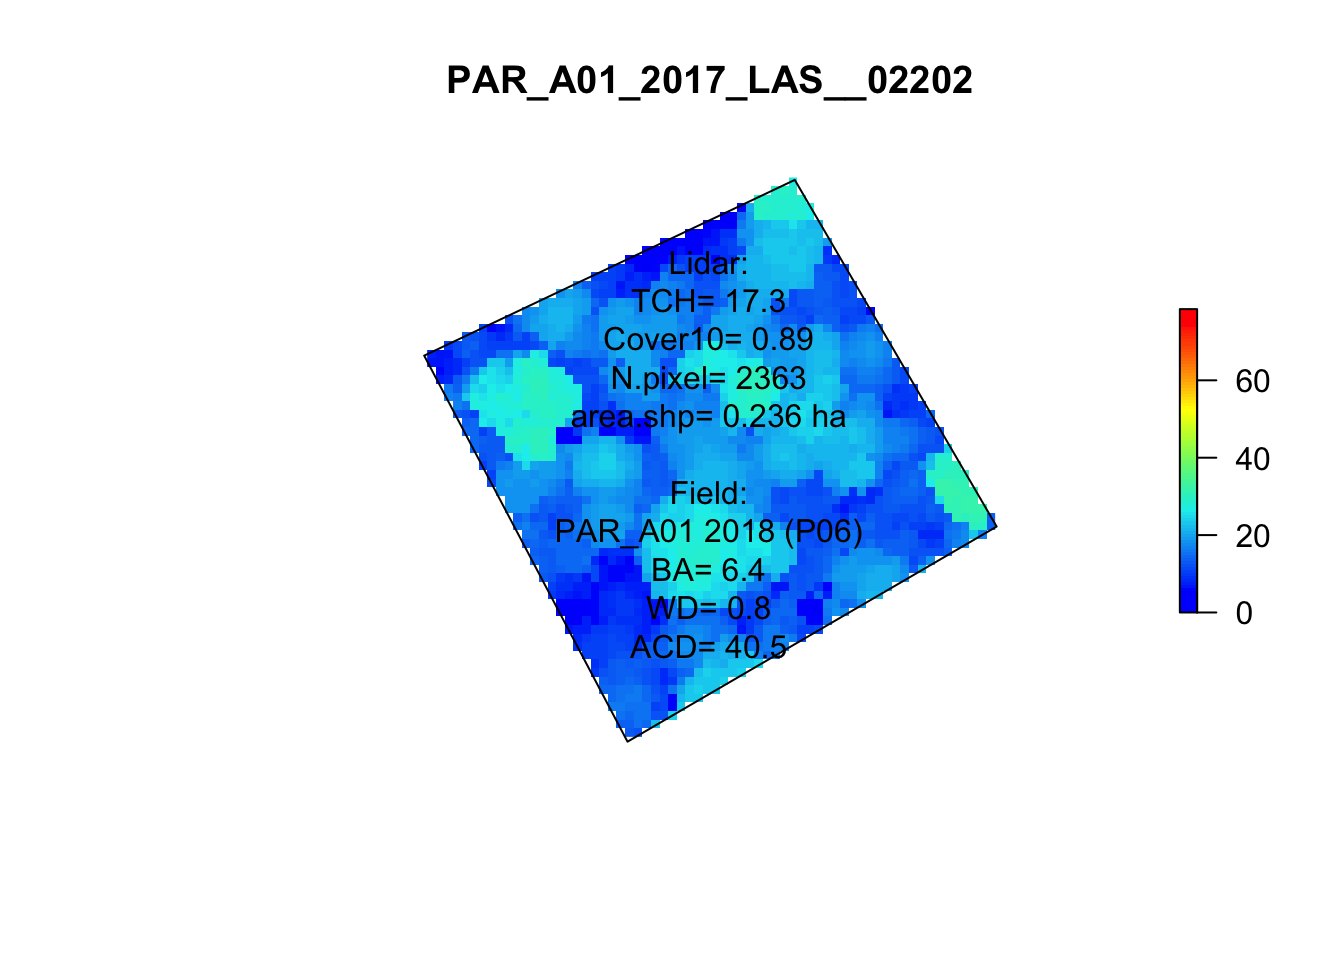 PAR_A01_2017_LAS__02202
Lidar:
TCH= 17.3
Cover10= 0.89
N.pixel= 2363
area.shp= 0.236 ha
Field:
PAR_A01 2018 (P06)
BA= 6.4
WD= 0.8
ACD= 40.5
60
40
20
0